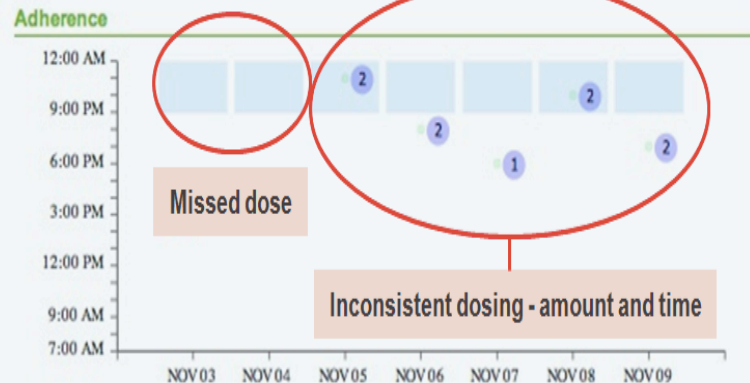 Adherence
12:00 AM
9:00 PM
6:00 PM
3:00 PM
12:00 PM
9:00 AM
7:00 AM
2
2
1
2
2
Missed dose
Inconsistent dosing - amount and time
NOV 03
NOV 04
NOV 05
NOV 06
NOV 07
NOV 08
NOV 09